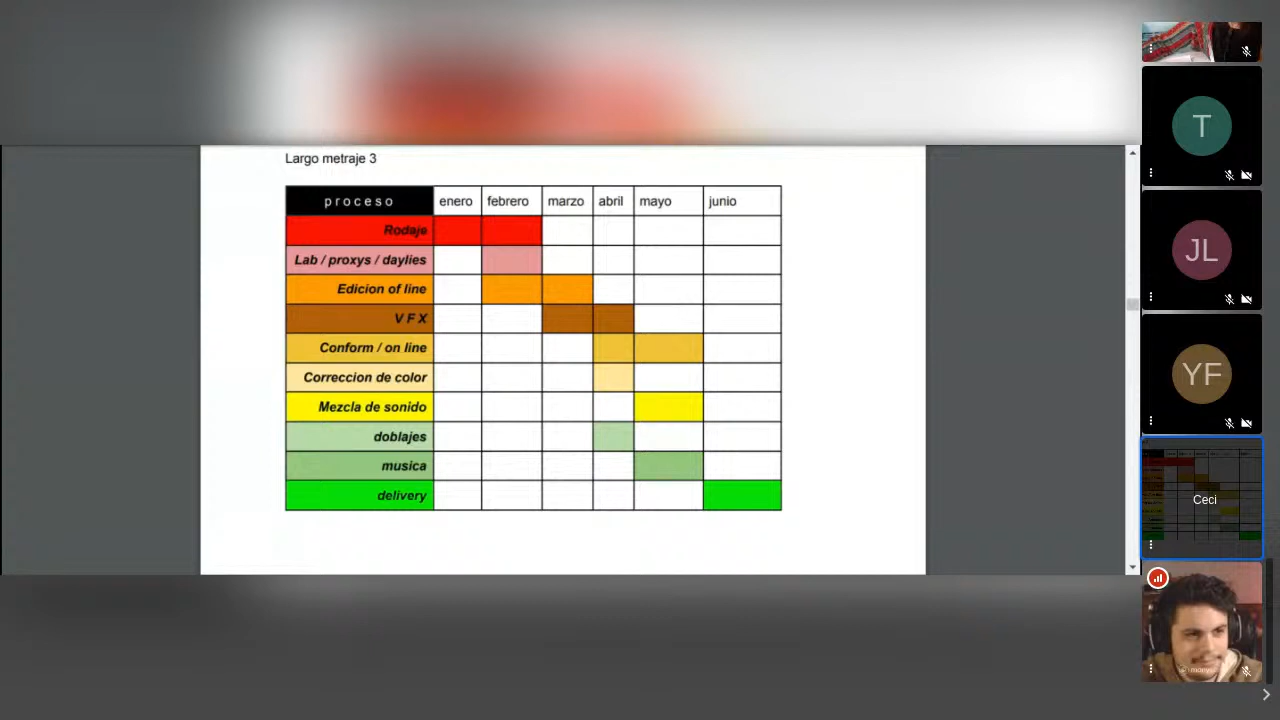 Largo metraje 3
proceso enero febrero marzo abril mayo junio
Rodaje
Lab / proxys / daylies
Edicion of line
VFX
Conform / on line
Correccion de color
Mezcla de sonido
doblajes
musica
delivery
T
JL
YF
Ceci